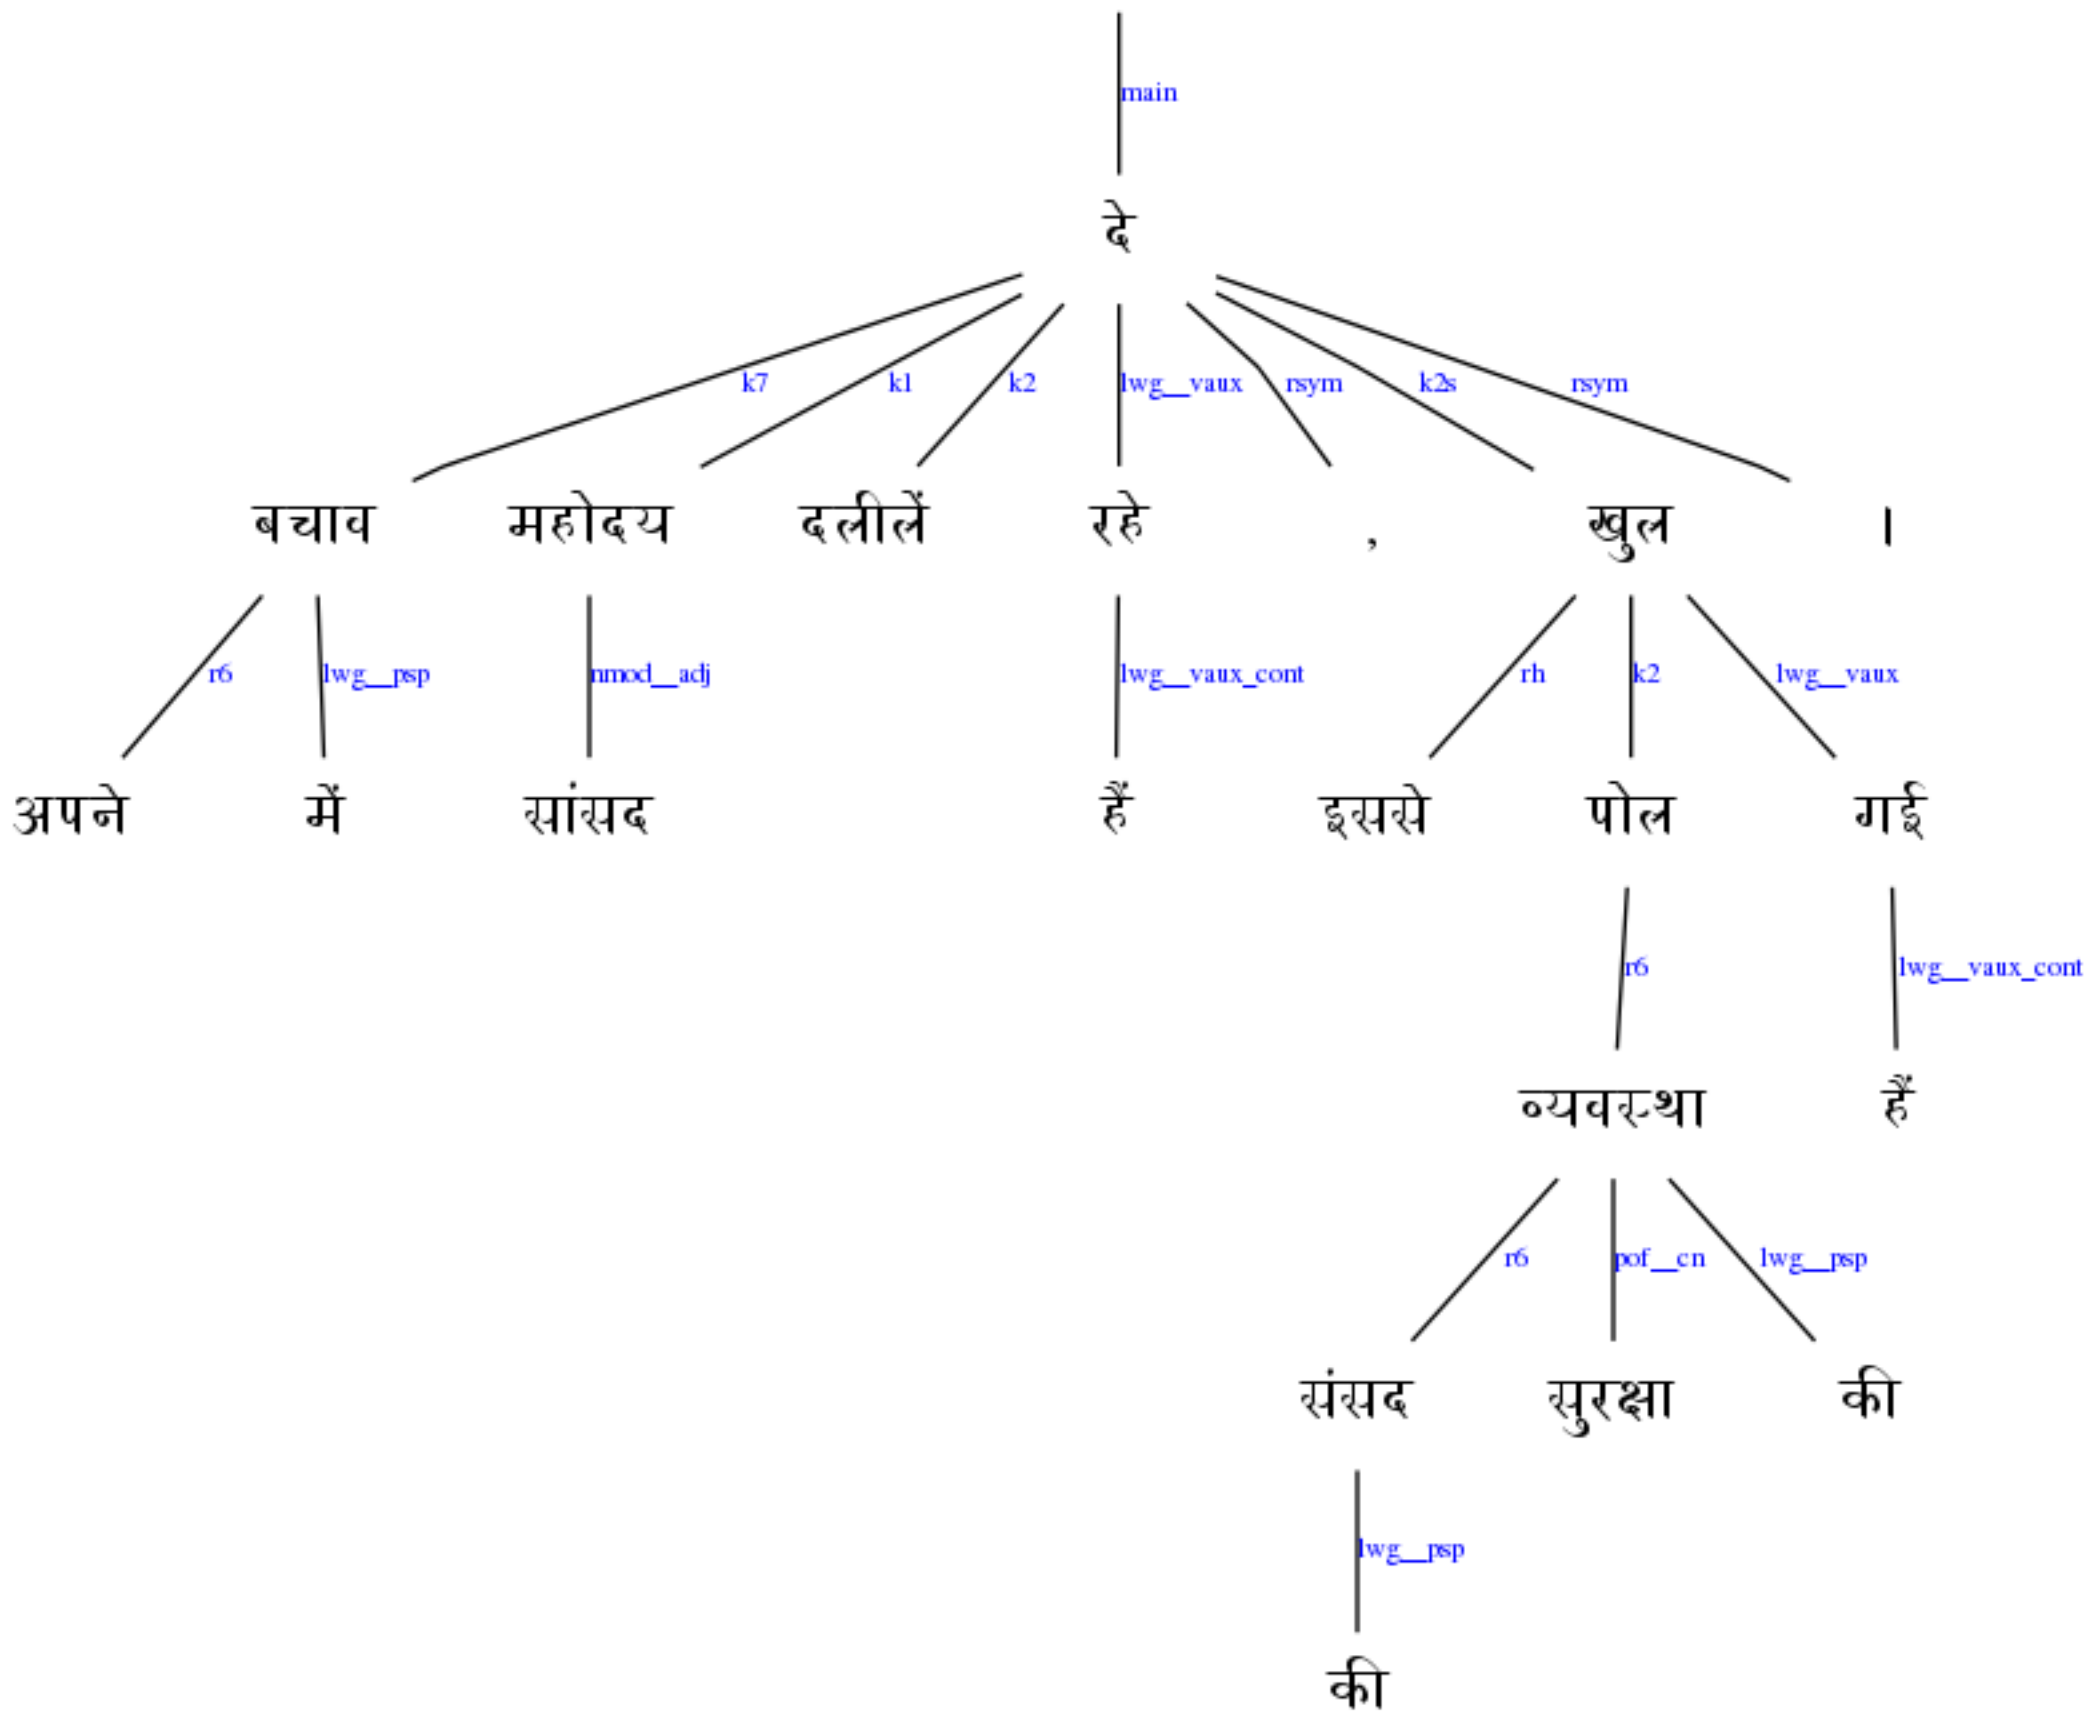 main
दे
k7 k1 k2 lwg__vaux rsym k2s rsym
बचाव महोदय दलीलें रहे , खुल ।
r6 lwg__psp nmod__adj lwg__vaux_cont rh k2 lwg__vaux
अपने में सांसद हैं इससे पोल गई
r6 lwg__vaux_cont
व्यवस्था हैं
r6 pof__cn lwg__psp
संसद सुरक्षा की
lwg__psp
की